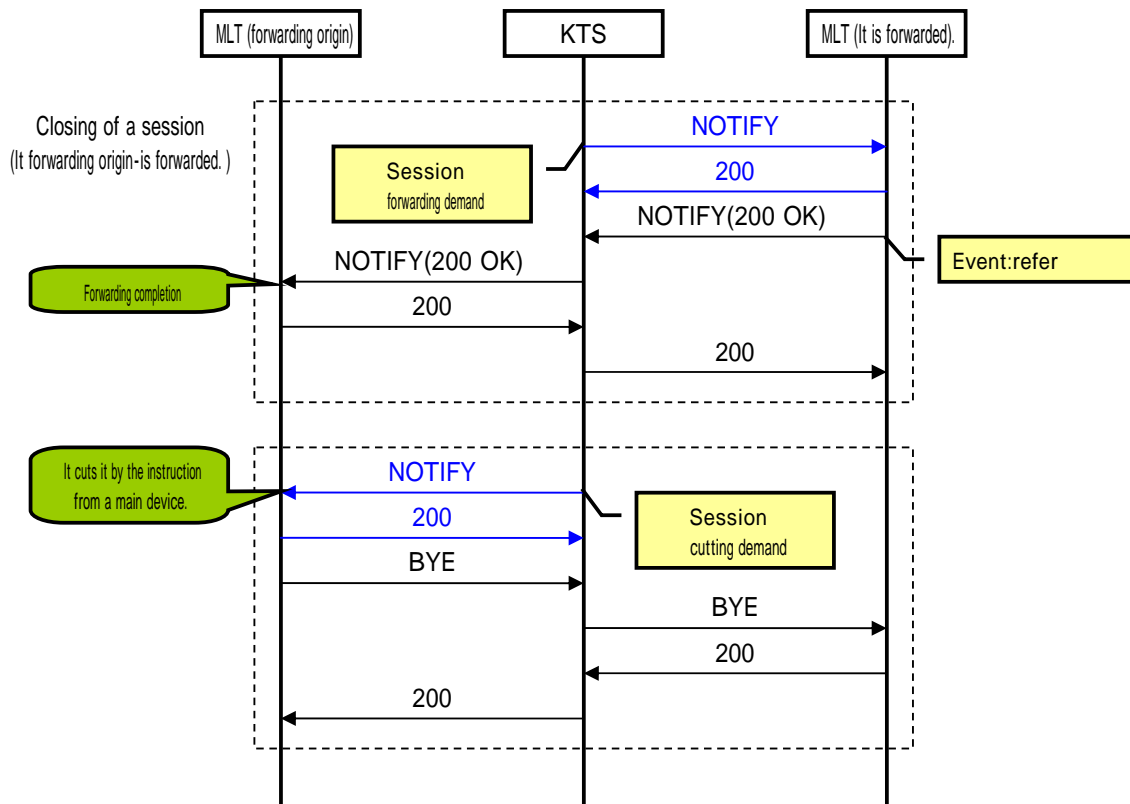 MLT (forwarding origin)
KTS
MLT (It is forwarded).
Closing of a session
(It forwarding origin-is forwarded. )
NOTIFY
Session
forwarding demand
200
NOTIFY(200 OK)
Event:refer
NOTIFY(200 OK)
Forwarding completion
200
200
It cuts it by the instruction
from a main device.
NOTIFY
Session
cutting demand
200
BYE
BYE
200
200